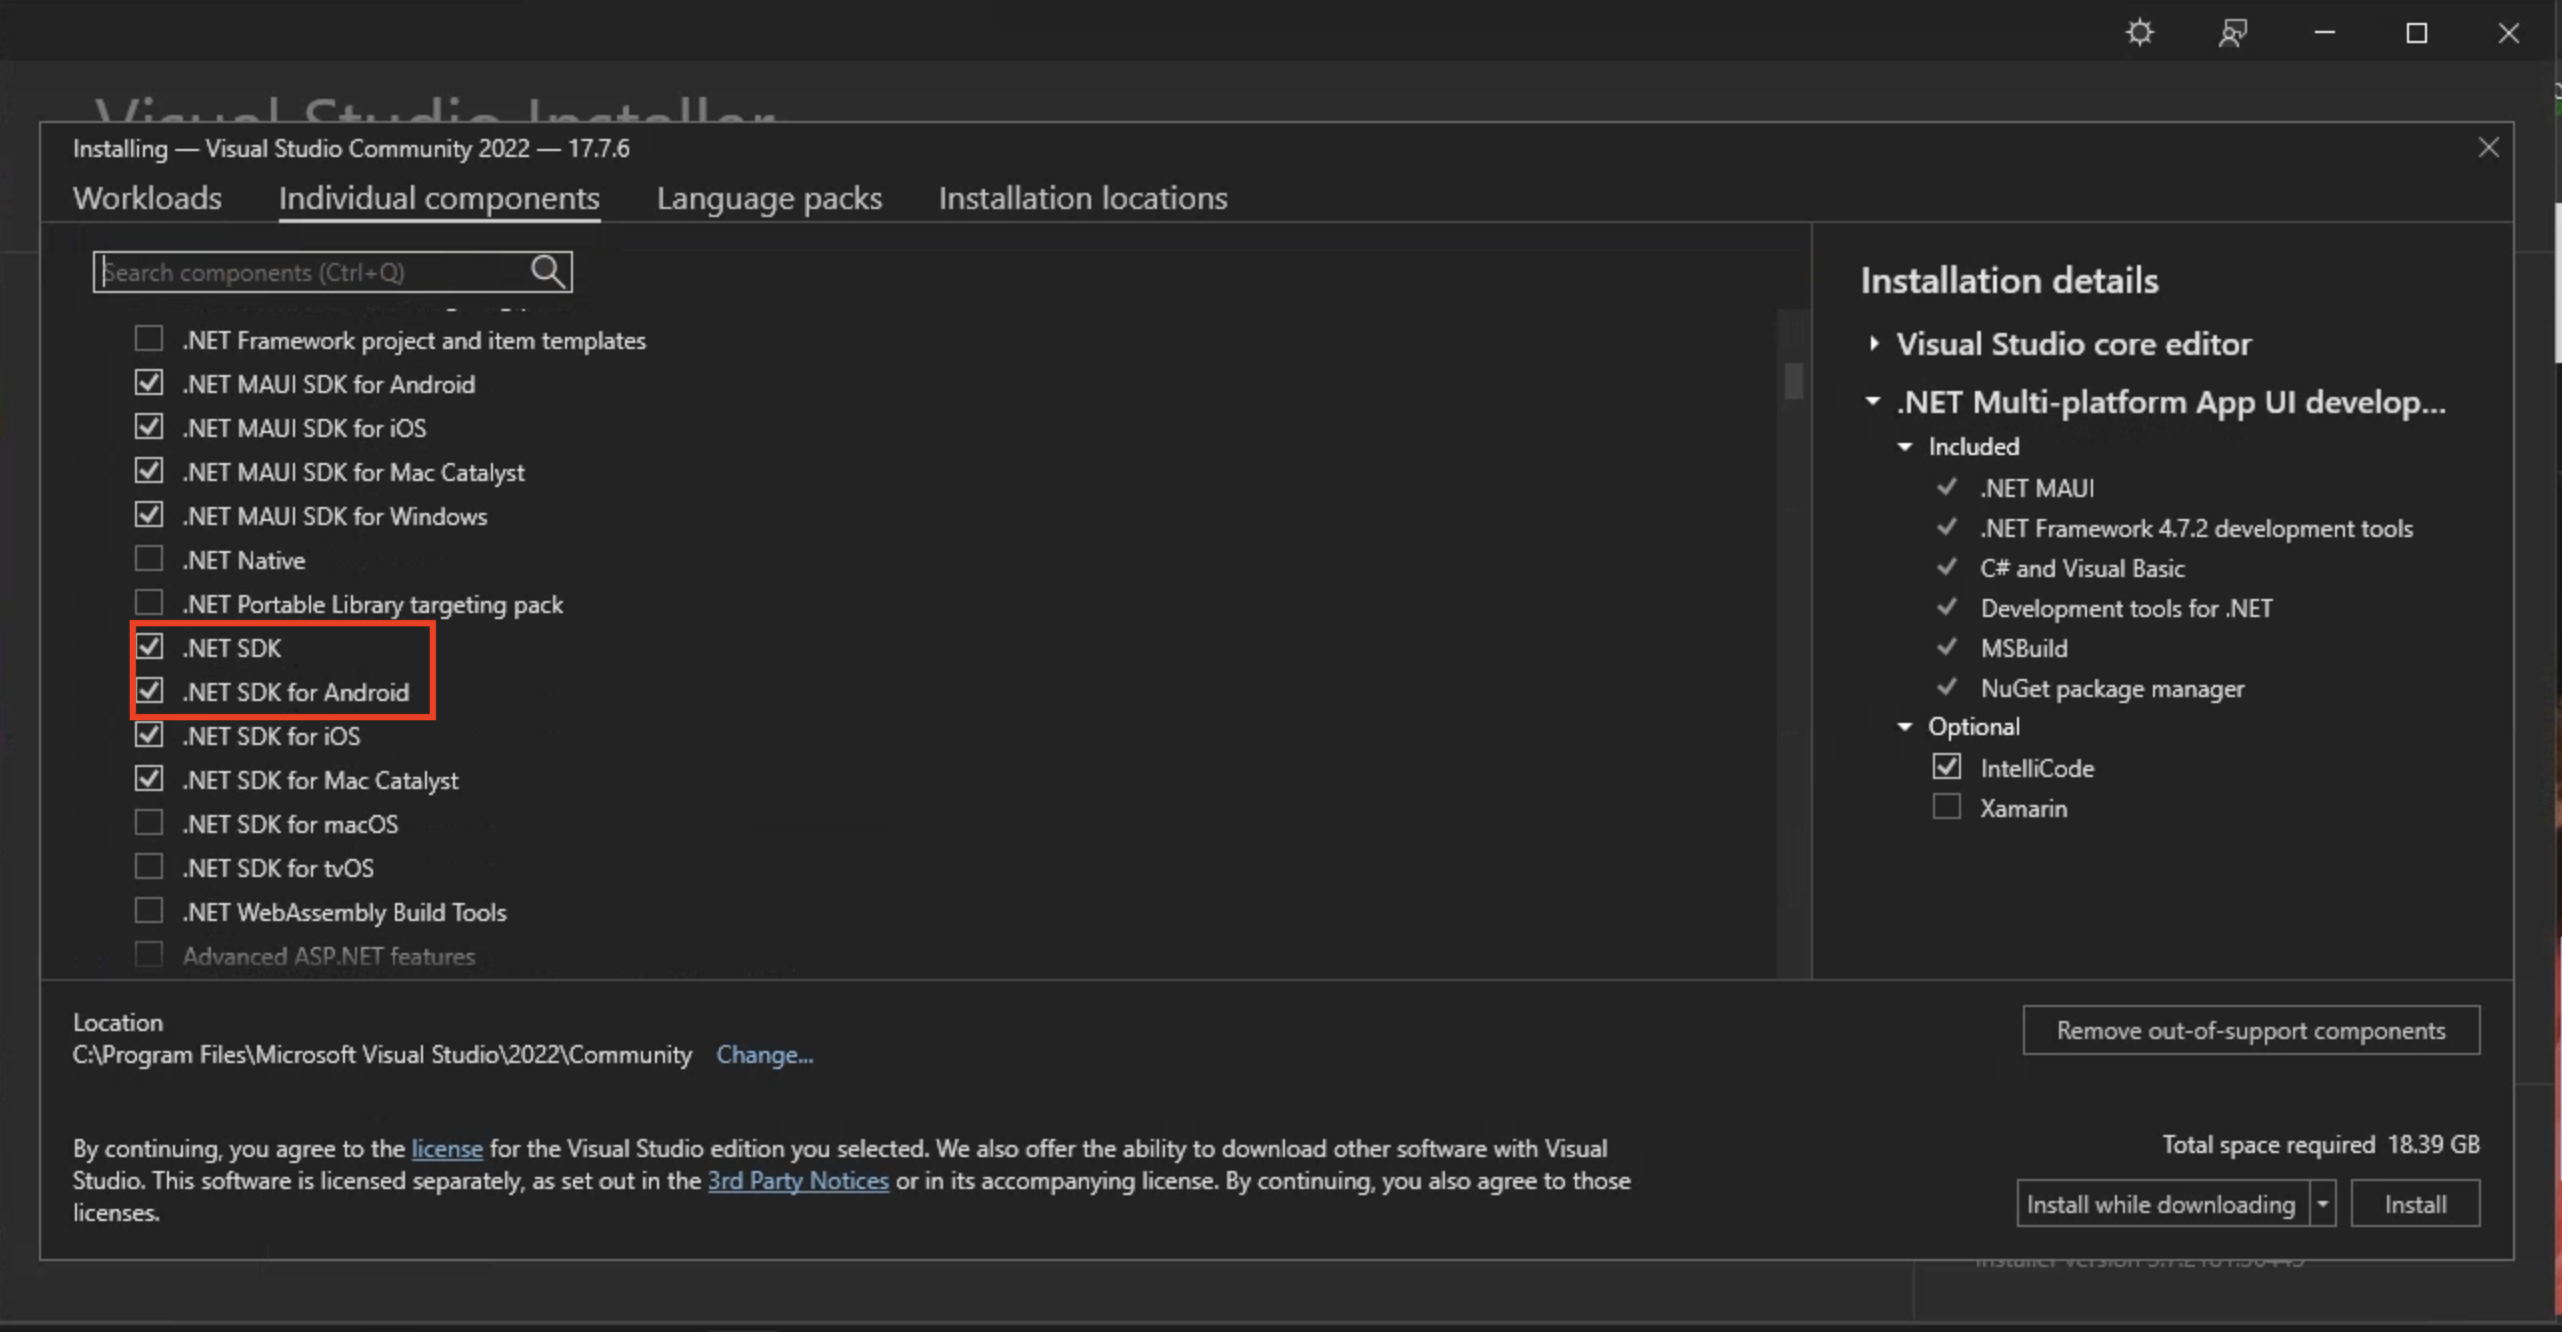 Visual Studio Installer
Installing — Visual Studio Community 2022 — 17.7.6
Workloads Individual components Language packs Installation locations
Search components (Ctrl+Q)
.NET Framework project and item templates
.NET MAUI SDK for Android
.NET MAUI SDK for iOS
.NET MAUI SDK for Mac Catalyst
.NET MAUI SDK for Windows
.NET Native
.NET Portable Library targeting pack
.NET SDK
.NET SDK for Android
.NET SDK for iOS
.NET SDK for Mac Catalyst
.NET SDK for macOS
.NET SDK for tvOS
.NET WebAssembly Build Tools
Advanced ASP.NET features
Installation details
Visual Studio core editor
.NET Multi-platform App UI develop...
Included
.NET MAUI
.NET Framework 4.7.2 development tools
C# and Visual Basic
Development tools for .NET
MSBuild
NuGet package manager
Optional
IntelliCode
Xamarin
Location
C:\Program Files\Microsoft Visual Studio\2022\Community Change...
Remove out-of-support components
By continuing, you agree to the license for the Visual Studio edition you selected. We also offer the ability to download other software with Visual
Studio. This software is licensed separately, as set out in the 3rd Party Notices or in its accompanying license. By continuing, you also agree to those
licenses.
Total space required 18.39 GB
Install while downloading Install